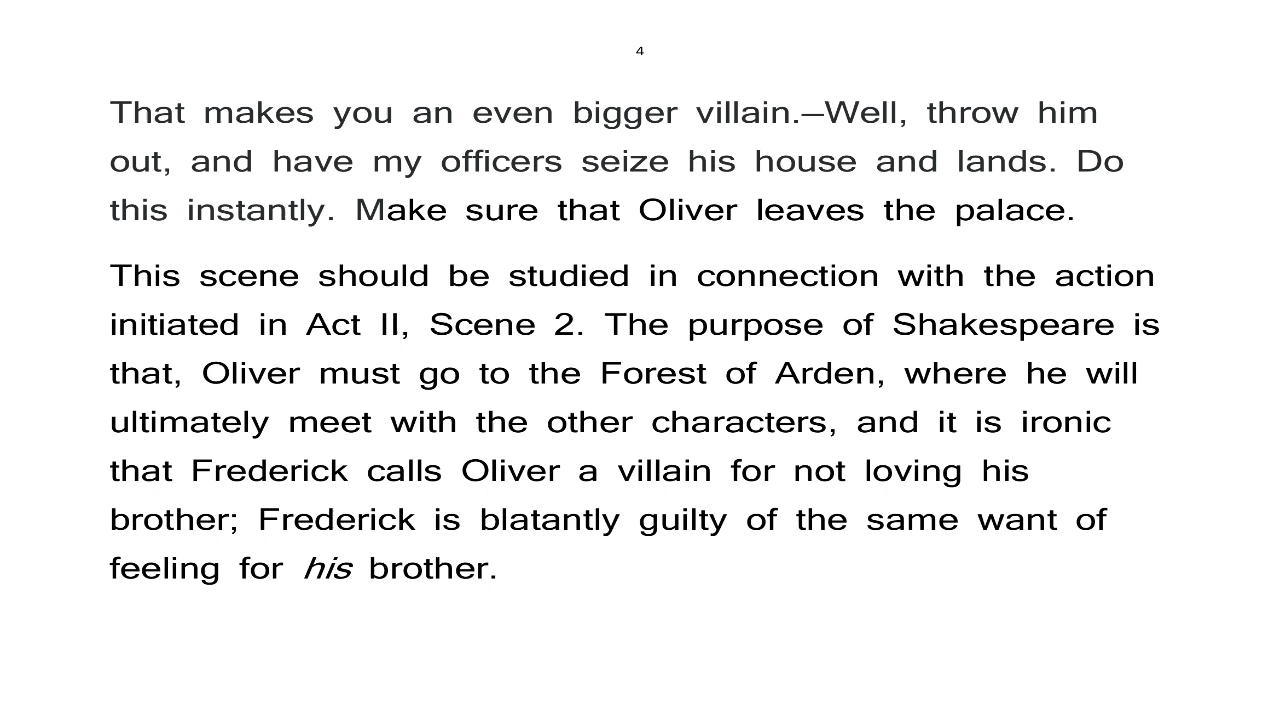 4
That makes you an even bigger villain.—Well, throw him
out, and have my officers seize his house and lands. Do
this instantly. Make sure that Oliver leaves the palace.
This scene should be studied in connection with the action
initiated in Act II, Scene 2. The purpose of Shakespeare is
that, Oliver must go to the Forest of Arden, where he will
ultimately meet with the other characters, and it is ironic
that Frederick calls Oliver a villain for not loving his
brother; Frederick is blatantly guilty of the same want of
feeling for his brother.